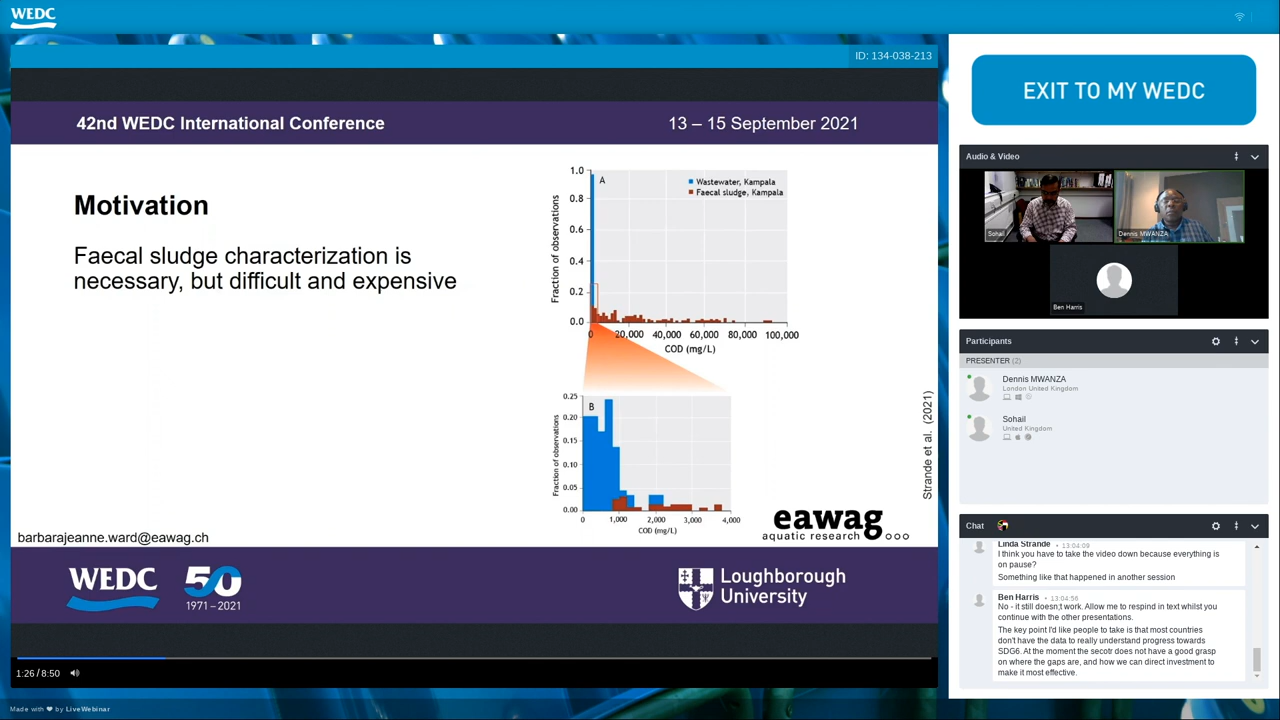 WEDC
ID: 134-038-213
42nd WEDC International Conference
13 – 15 September 2021
Motivation
Faecal sludge characterization is
necessary, but difficult and expensive
A
Wastewater, Kampala
Faecal sludge, Kampala
Fraction of observations
1.0
0.8
0.6
0.4
0.2
0.0
0
20,000
40,000
60,000
80,000
100,000
COD (mg/L)
B
Fraction of observations
0.25
0.20
0.15
0.10
0.05
0.00
0
1,000
2,000
3,000
4,000
COD (mg/L)
Strande et al. (2021)
eawag
aquatic research
barbarajeanne.ward@eawag.ch
WEDC
50
1971–2021
Loughborough
University
1:26 / 8:50
Made with ❤ by LiveWebinar
EXIT TO MY WEDC
Audio & Video
Sohail
Dennis MWANZA
Ben Harris
Participants
PRESENTER (2)
Dennis MWANZA
London United Kingdom
Sohail
United Kingdom
Chat
Linda Strande • 13:04:09
I think you have to take the video down because everything is
on pause?
Something like that happened in another session
Ben Harris • 13:04:56
No - it still doesn;t work. Allow me to respind in text whilst you
continue with the other presentations.
The key point I'd like people to take is that most countries
don't have the data to really understand progress towards
SDG6. At the moment the secotr does not have a good grasp
on where the gaps are, and how we can direct investment to
make it most effective.